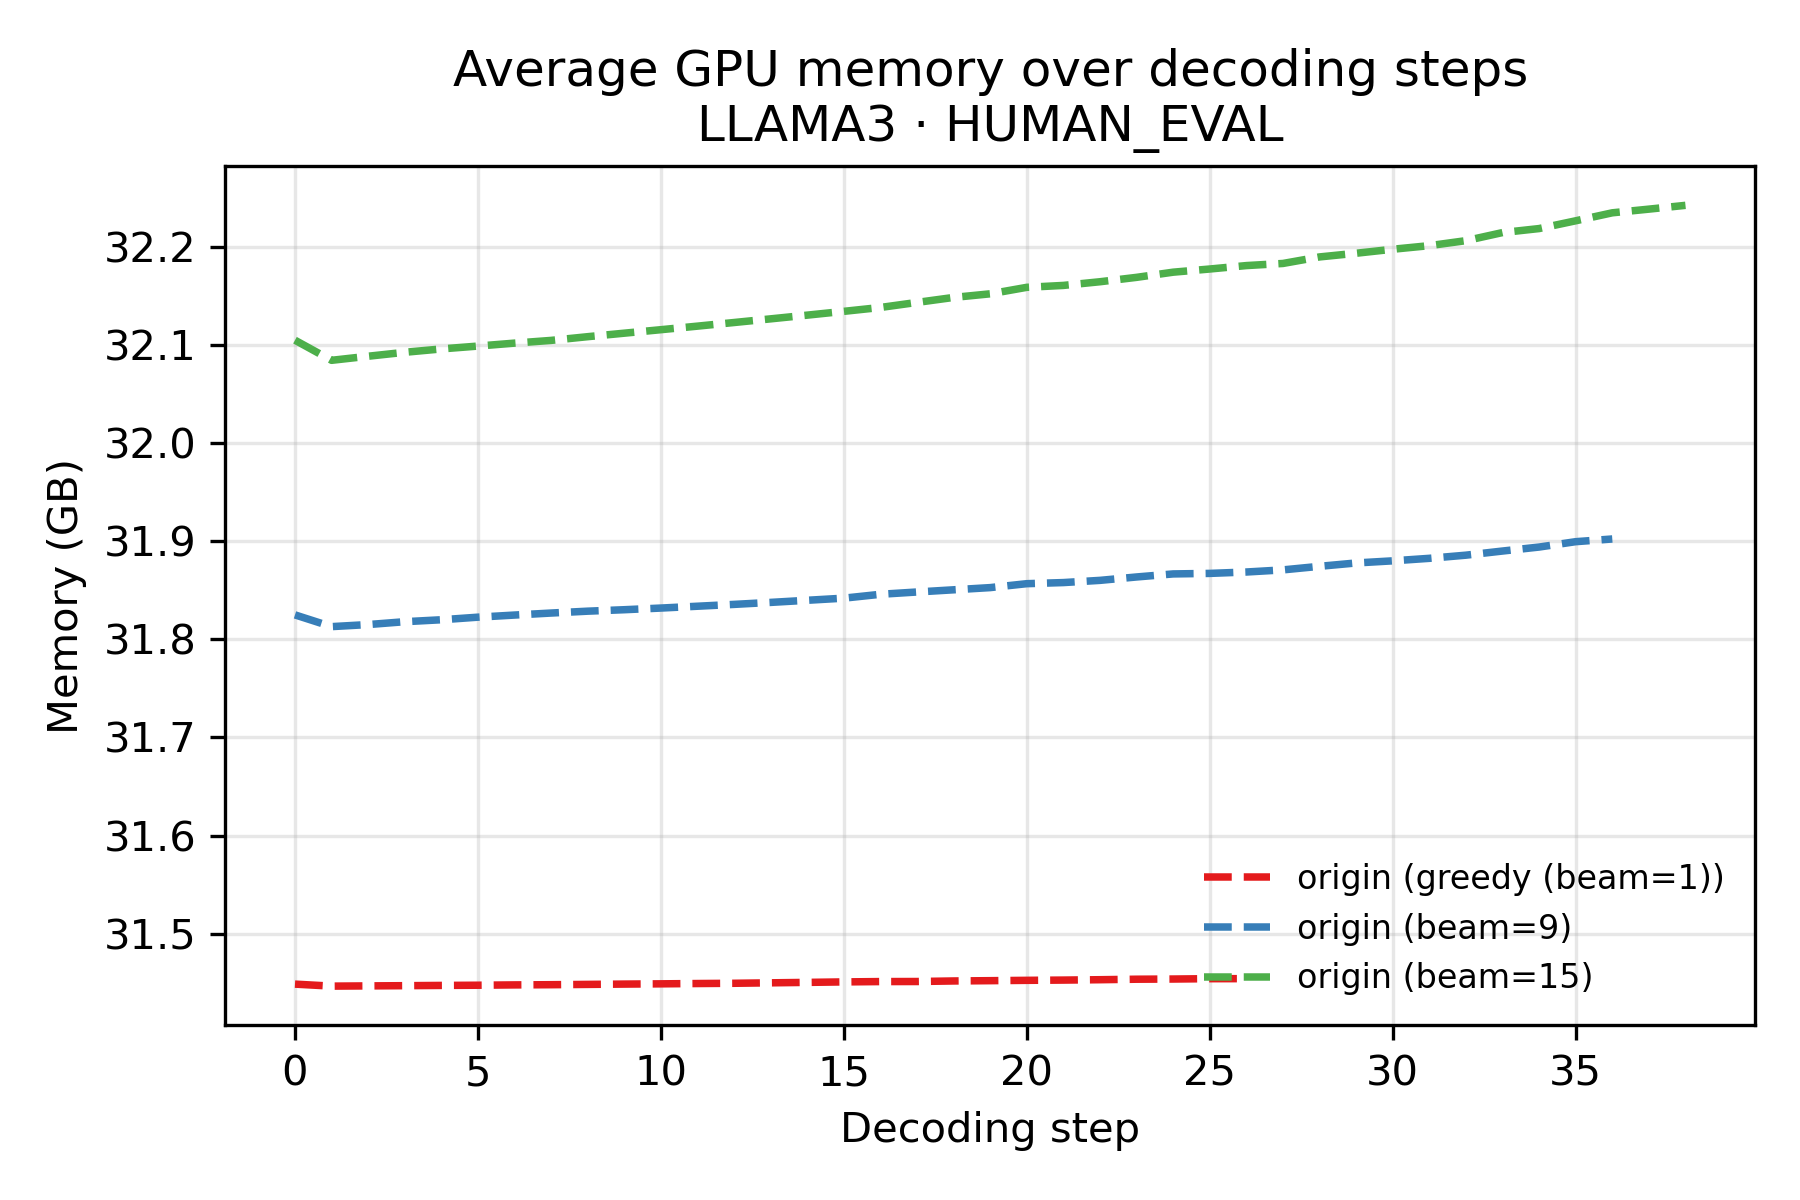 Average GPU memory over decoding steps
LLAMA3 · HUMAN_EVAL
32.2
32.1
32.0
31.9
31.8
31.7
31.6
31.5
Memory (GB)
origin (greedy (beam=1))
origin (beam=9)
origin (beam=15)
0 5 10 15 20 25 30 35
Decoding step